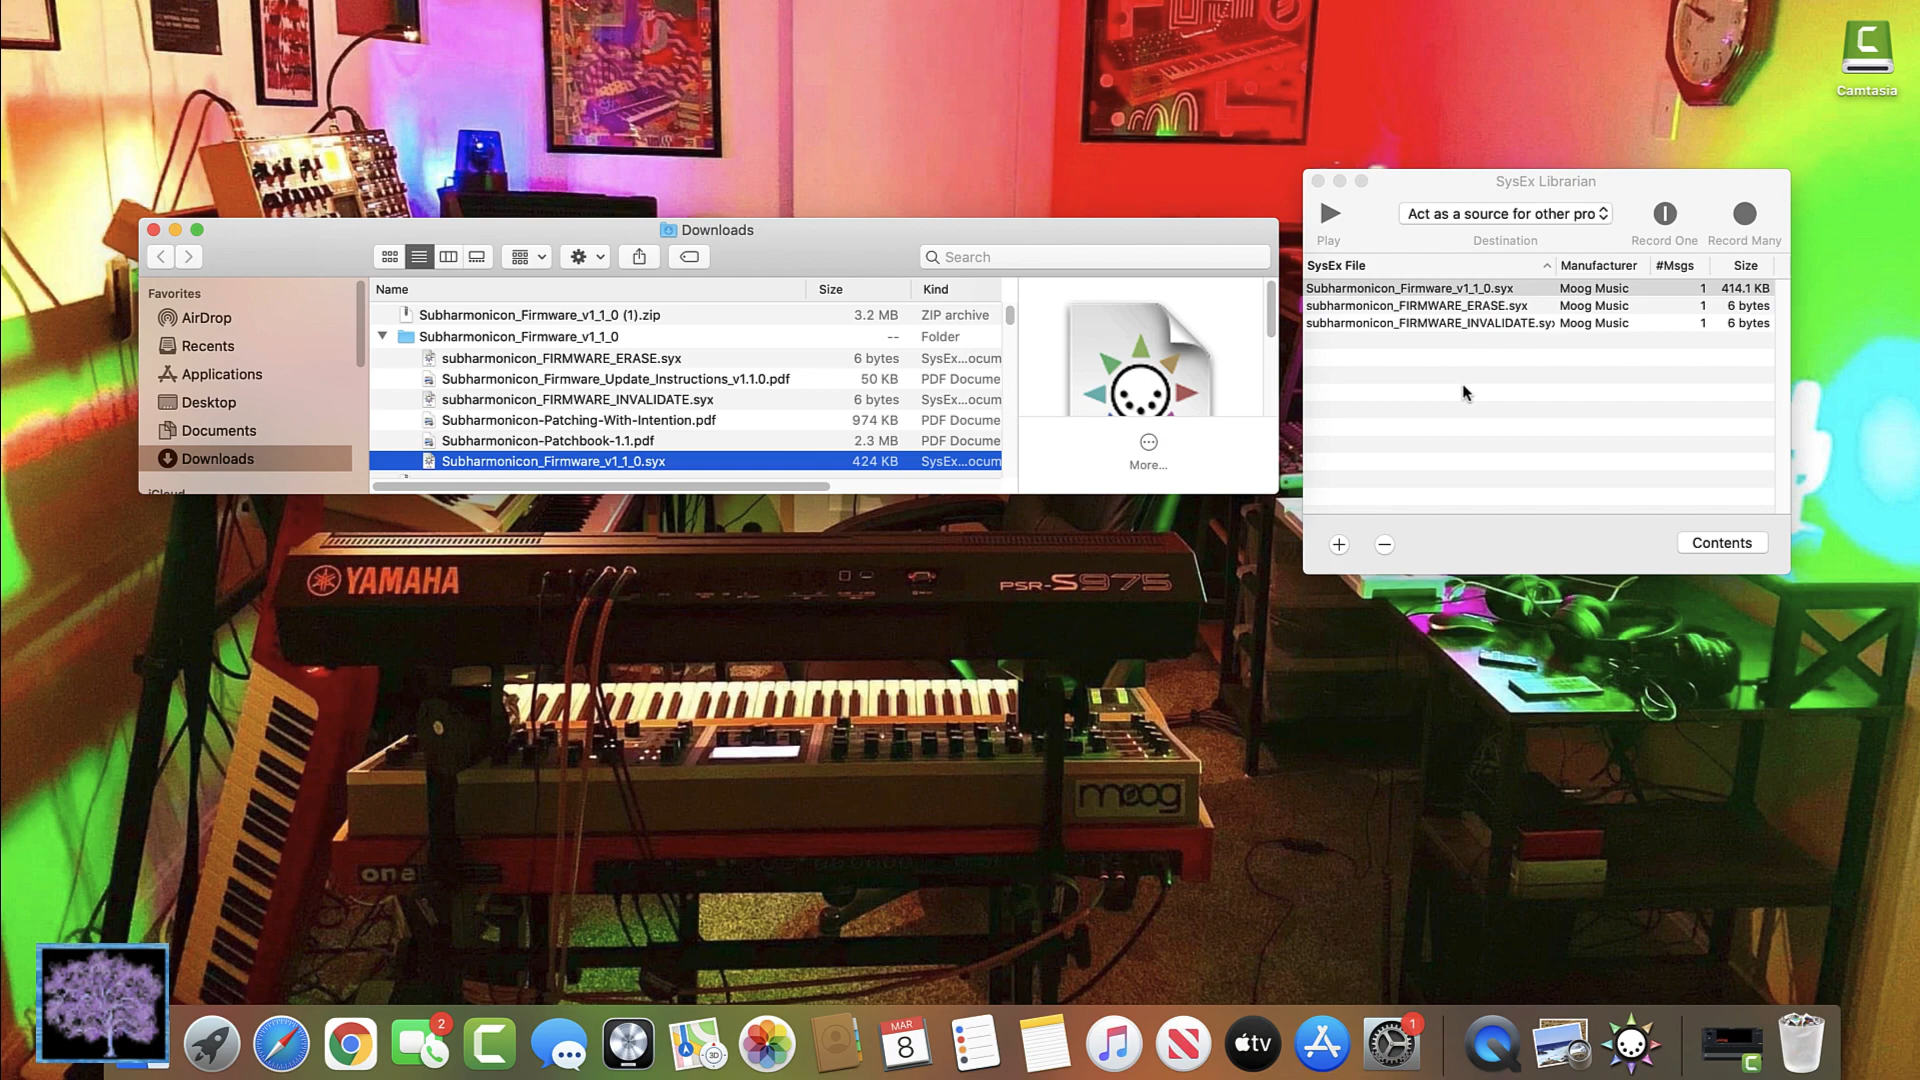 Camtasia
SysEx Librarian
Act as a source for other pro
Play
Destination
Record One
Record Many
SysEx File
Manufacturer
#Msgs
Size
Subharmonicon_Firmware_v1_1_0.syx Moog Music 1 414.1 KB
subharmonicon_FIRMWARE_ERASE.syx Moog Music 1 6 bytes
subharmonicon_FIRMWARE_INVALIDATE.syx Moog Music 1 6 bytes
Contents
Downloads
Search
Favorites
AirDrop
Recents
Applications
Desktop
Documents
Downloads
iCloud
Name Size Kind
Subharmonicon_Firmware_v1_1_0 (1).zip 3.2 MB ZIP archive
Subharmonicon_Firmware_v1_1_0 -- Folder
subharmonicon_FIRMWARE_ERASE.syx 6 bytes SysEx...ocum
Subharmonicon_Firmware_Update_Instructions_v1.1.0.pdf 50 KB PDF Docume
subharmonicon_FIRMWARE_INVALIDATE.syx 6 bytes SysEx...ocum
Subharmonicon-Patching-With-Intention.pdf 974 KB PDF Docume
Subharmonicon-Patchbook-1.1.pdf 2.3 MB PDF Docume
Subharmonicon_Firmware_v1_1_0.syx 424 KB SysEx...ocum
More...
YAMAHA
PSR-S975
moog
one
2
MAR
8
3D
tv
1